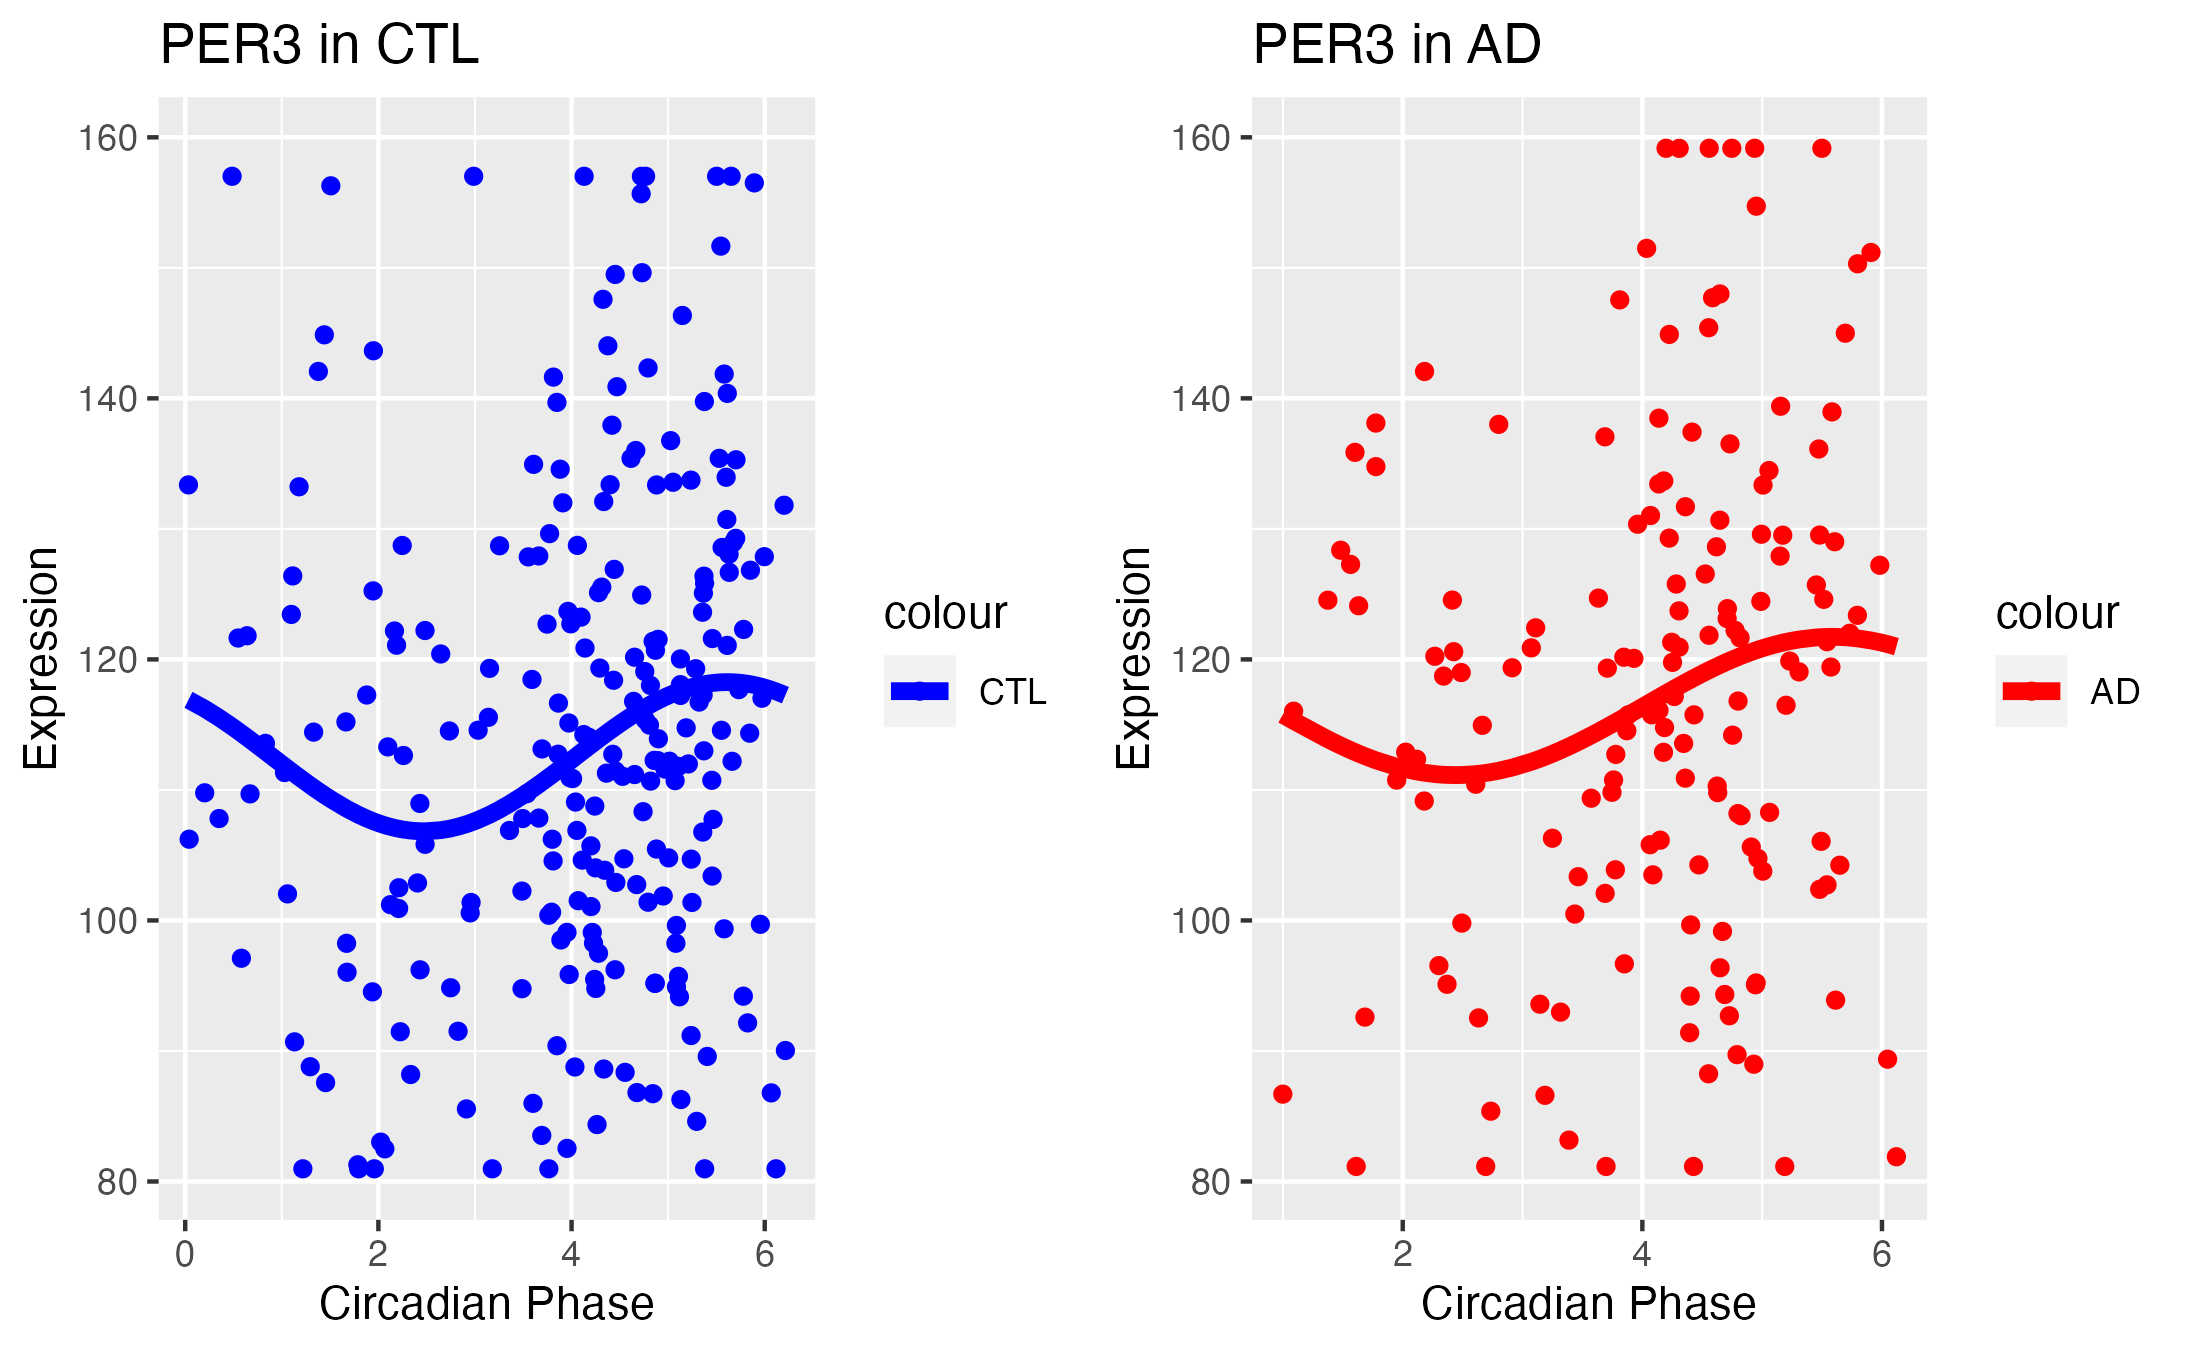 PER3 in CTL
160
140
120
100
80
Expression
0 2 4 6
Circadian Phase
colour
CTL
PER3 in AD
160
140
120
100
80
Expression
2 4 6
Circadian Phase
colour
AD